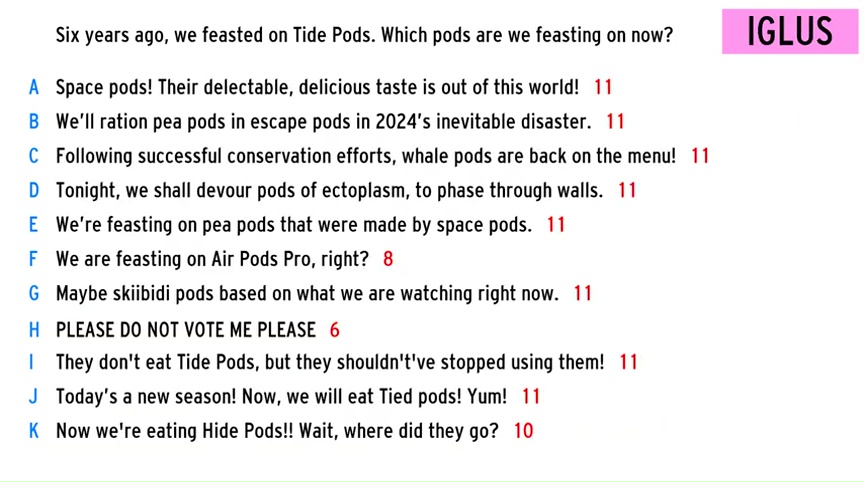 Six years ago, we feasted on Tide Pods. Which pods are we feasting on now?
IGLUS
A Space pods! Their delectable, delicious taste is out of this world! 11
B We'll ration pea pods in escape pods in 2024's inevitable disaster. 11
C Following successful conservation efforts, whale pods are back on the menu! 11
D Tonight, we shall devour pods of ectoplasm, to phase through walls. 11
E We're feasting on pea pods that were made by space pods. 11
F We are feasting on Air Pods Pro, right? 8
G Maybe skiibidi pods based on what we are watching right now. 11
H PLEASE DO NOT VOTE ME PLEASE 6
I They don't eat Tide Pods, but they shouldn't've stopped using them! 11
J Today's a new season! Now, we will eat Tied pods! Yum! 11
K Now we're eating Hide Pods!! Wait, where did they go? 10